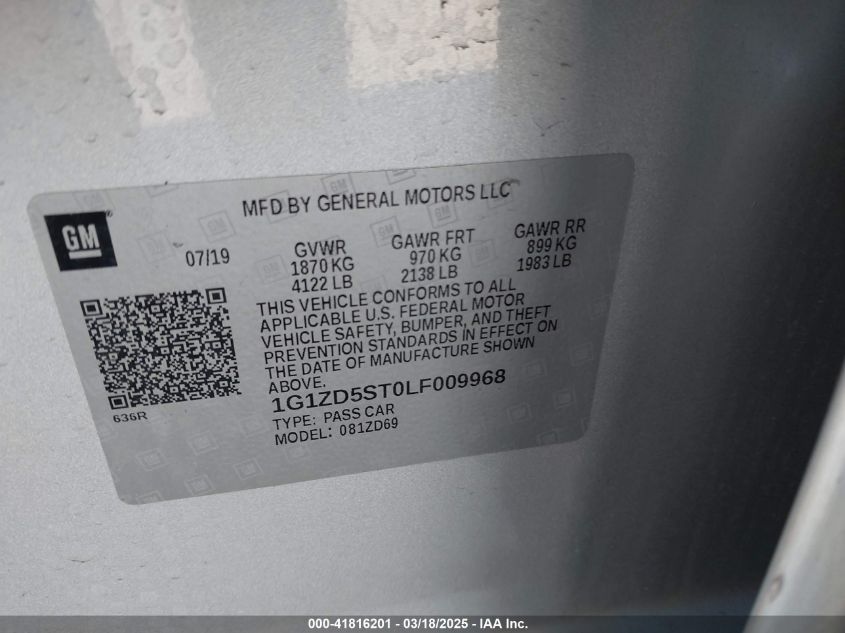 MFD BY GENERAL MOTORS LLC
GM
07/19
GVWR
1870 KG
4122 LB
GAWR FRT
970 KG
2138 LB
GAWR RR
899 KG
1983 LB
THIS VEHICLE CONFORMS TO ALL
APPLICABLE U.S. FEDERAL MOTOR
VEHICLE SAFETY, BUMPER, AND THEFT
PREVENTION STANDARDS IN EFFECT ON
THE DATE OF MANUFACTURE SHOWN
ABOVE.
1G1ZD5ST0LF009968
TYPE: PASS CAR
MODEL: 081ZD69
636R
000-41816201 - 03/18/2025 - IAA Inc.